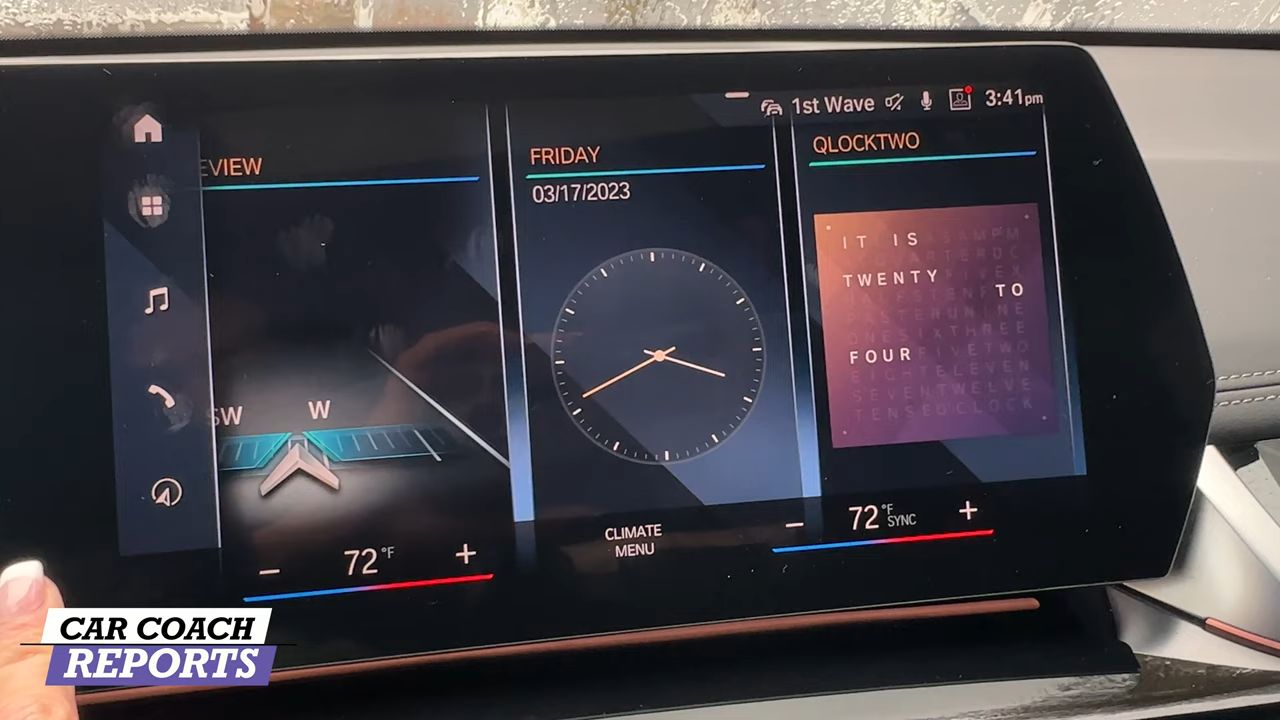 1st Wave 3:41pm
EVIEW
FRIDAY
03/17/2023
QLOCKTWO
IT IS
TWENTY
TO
FOUR
SW W
72°F
CLIMATE
MENU
72°F
SYNC
CAR COACH
REPORTS